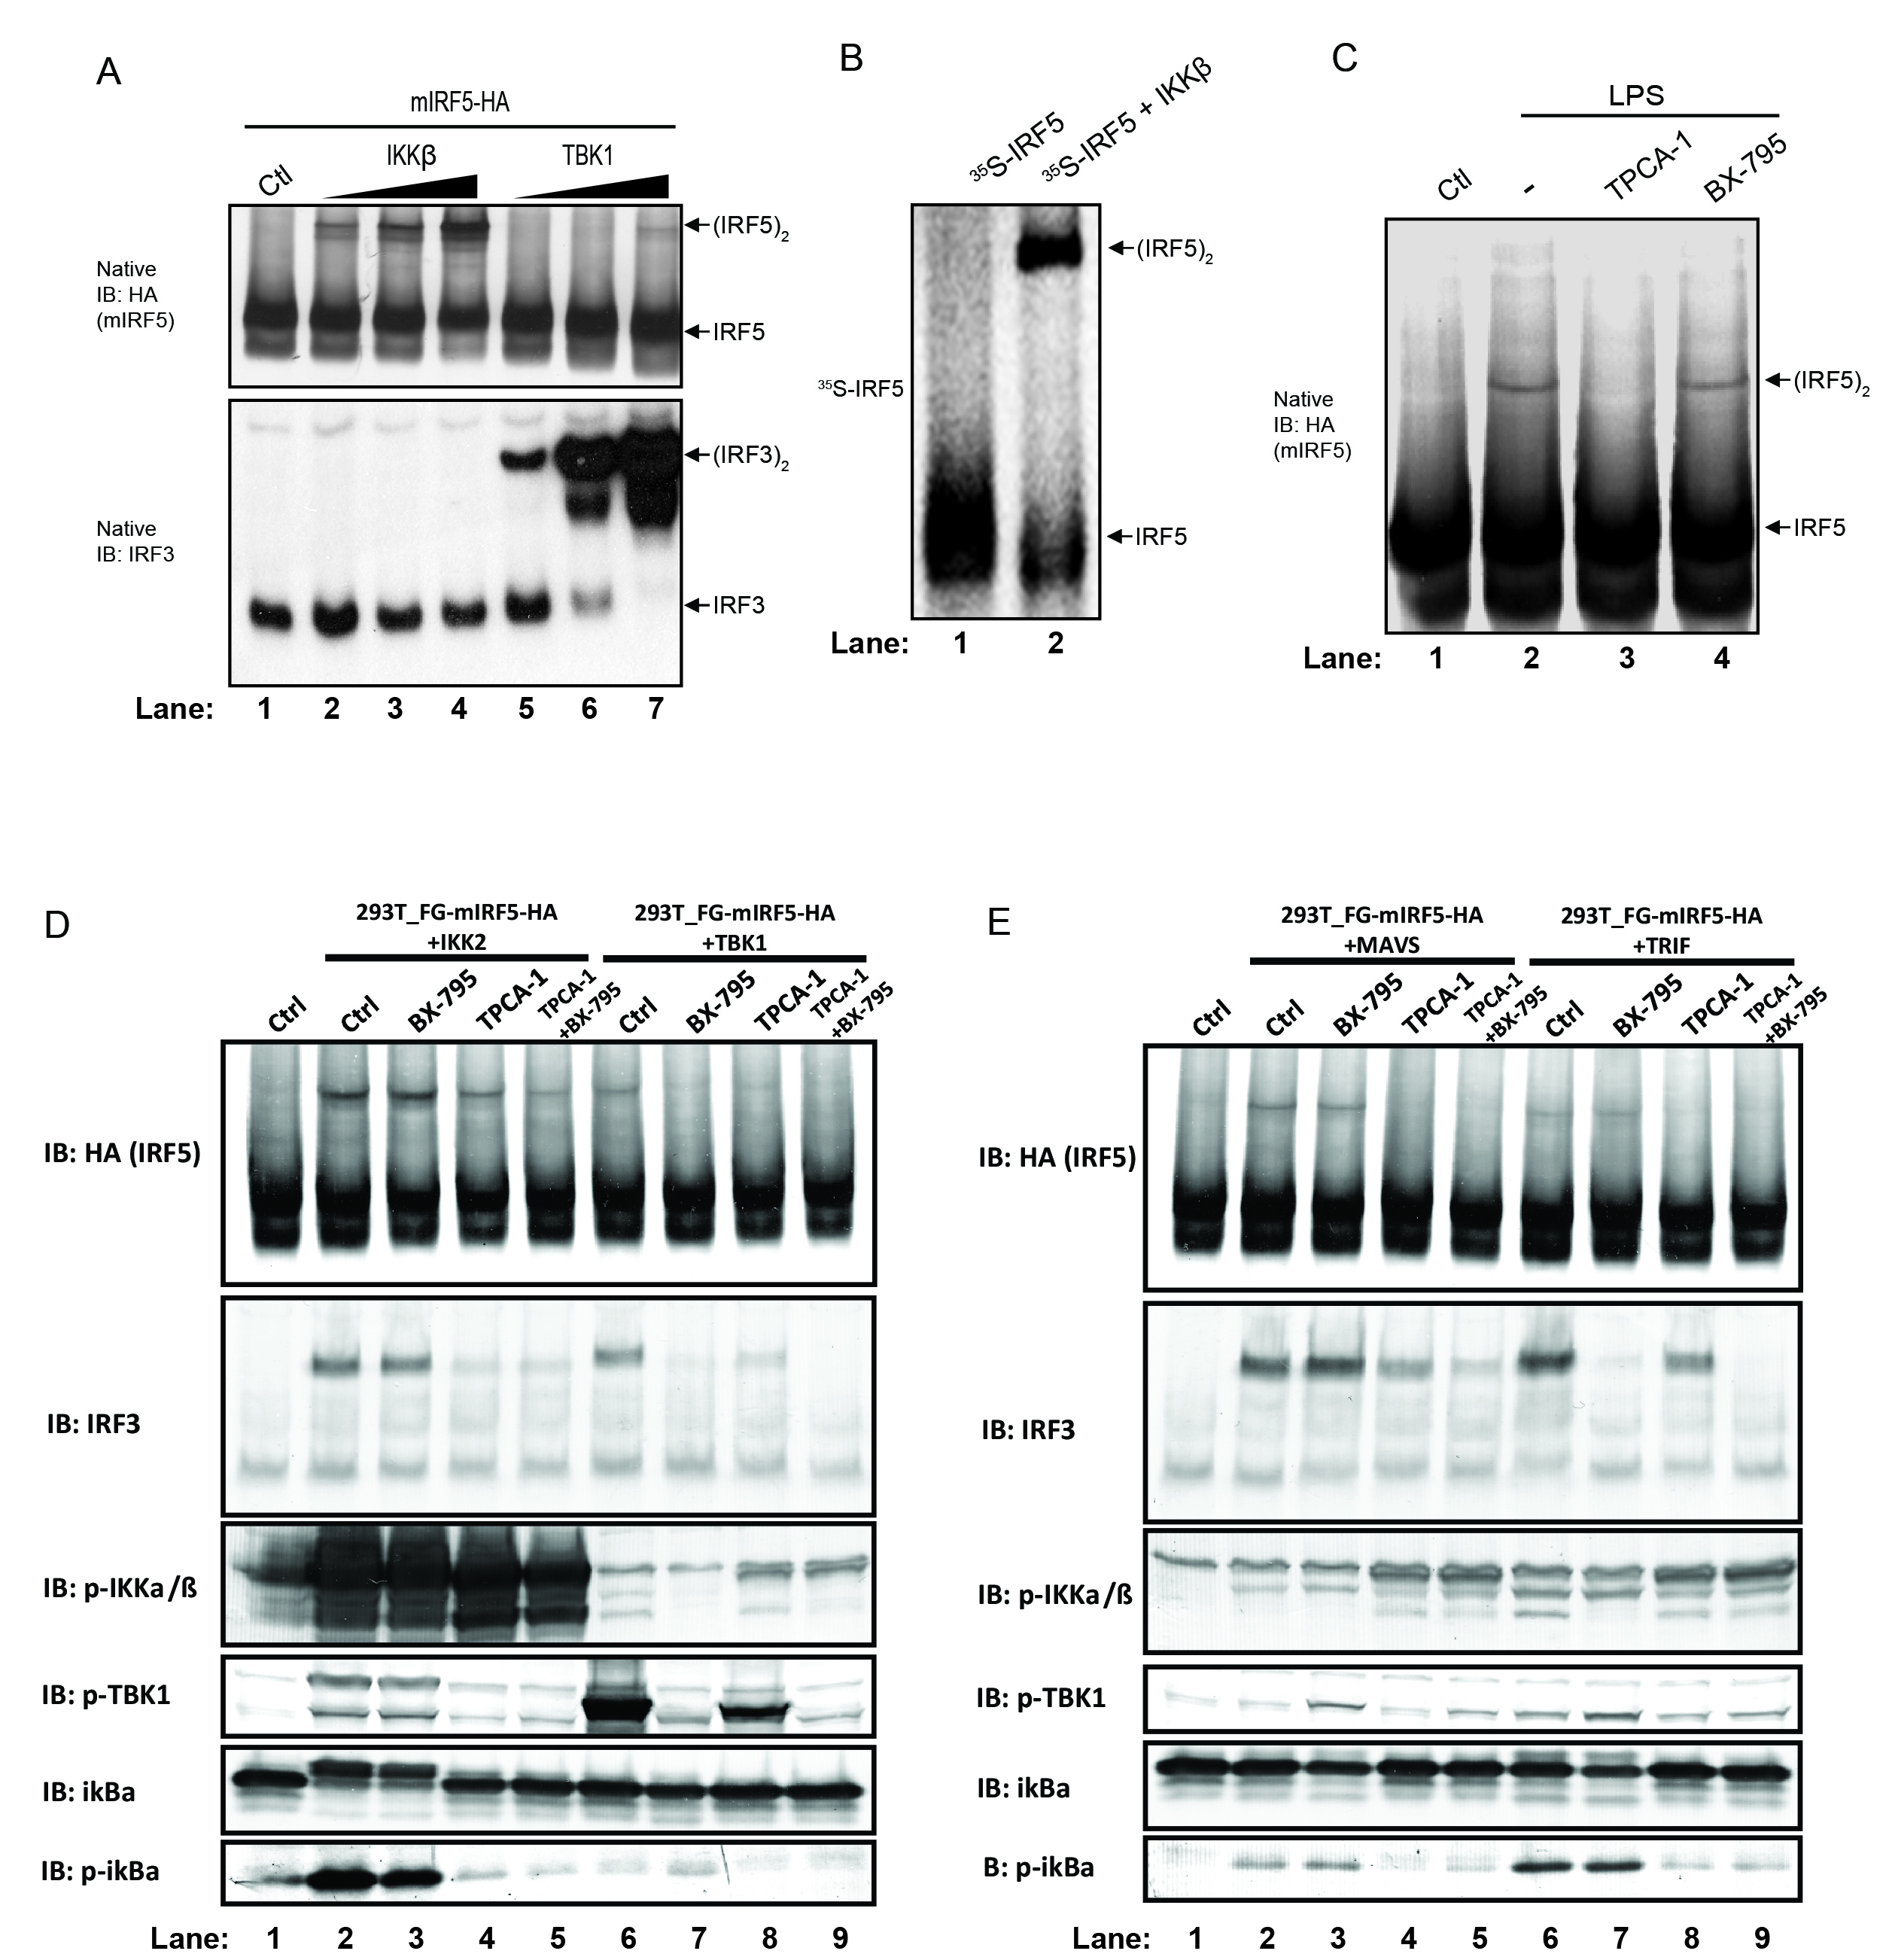 A
mIRF5-HA
Ctl
IKKβ
TBK1
Native
IB: HA
(mIRF5)
(IRF5)2
IRF5
Native
IB: IRF3
(IRF3)2
IRF3
Lane: 1 2 3 4 5 6 7
B
35S-IRF5
35S-IRF5 + IKKβ
35S-IRF5
(IRF5)2
IRF5
Lane: 1 2
C
LPS
Ctl - TPCA-1 BX-795
Native
IB: HA
(mIRF5)
(IRF5)2
IRF5
Lane: 1 2 3 4
D
293T_FG-mIRF5-HA
+IKK2
293T_FG-mIRF5-HA
+TBK1
Ctrl
Ctrl
BX-795
TPCA-1
TPCA-1
+BX-795
Ctrl
BX-795
TPCA-1
TPCA-1
+BX-795
IB: HA (IRF5)
IB: IRF3
IB: p-IKKa/ß
IB: p-TBK1
IB: ikBa
IB: p-ikBa
Lane: 1 2 3 4 5 6 7 8 9
E
293T_FG-mIRF5-HA
+MAVS
293T_FG-mIRF5-HA
+TRIF
Ctrl
Ctrl
BX-795
TPCA-1
TPCA-1
+BX-795
Ctrl
BX-795
TPCA-1
TPCA-1
+BX-795
IB: HA (IRF5)
IB: IRF3
IB: p-IKKa/ß
IB: p-TBK1
IB: ikBa
B: p-ikBa
Lane: 1 2 3 4 5 6 7 8 9